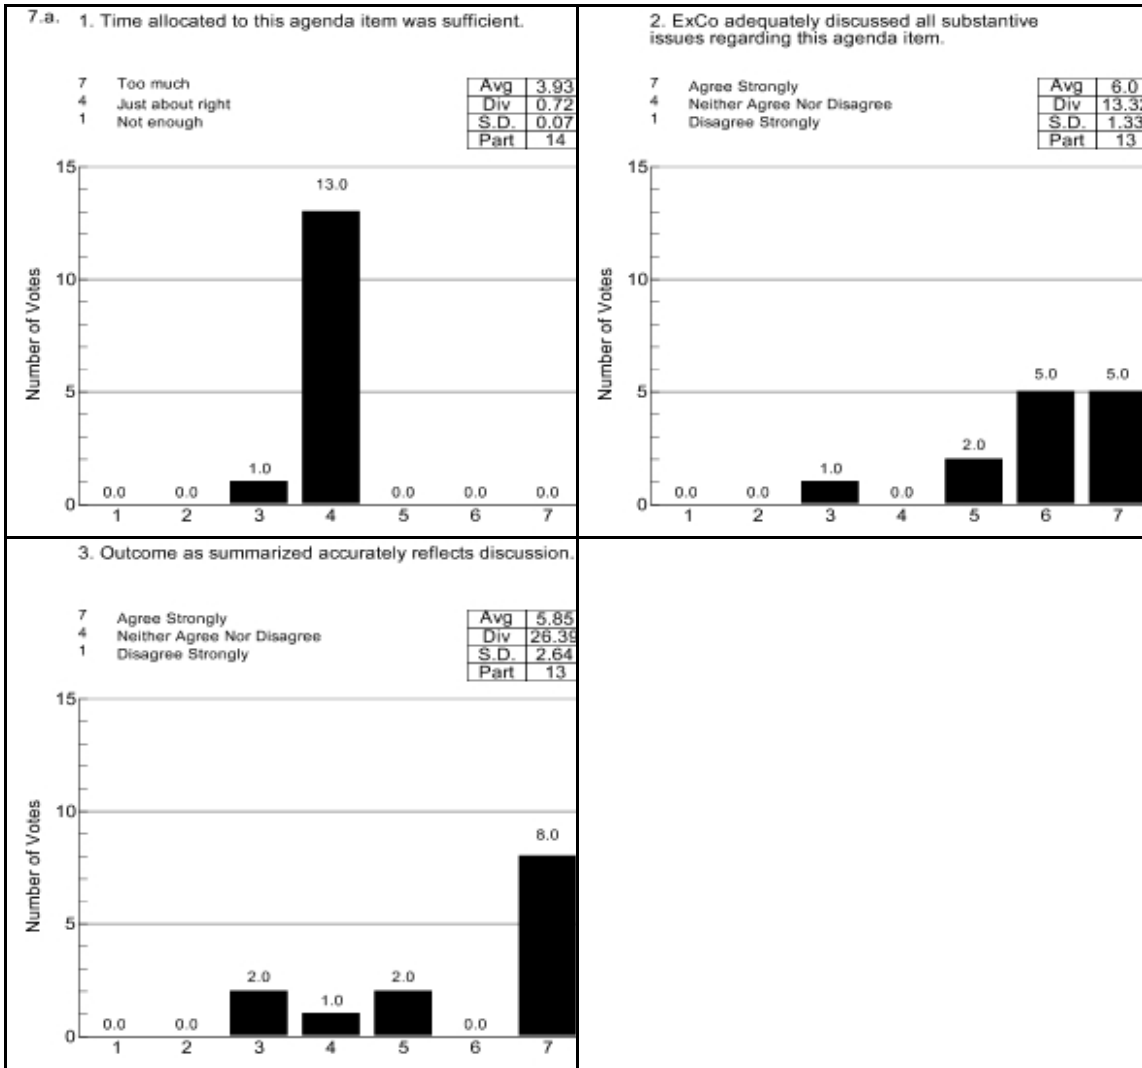 7.a. 1. Time allocated to this agenda item was sufficient.
7 Too much
4 Just about right
1 Not enough
Avg 3.93
Div 0.72
S.D. 0.07
Part 14
Number of Votes
15
10
5
0
13.0
1.0
0.0 0.0 0.0 0.0 0.0
1 2 3 4 5 6 7
2. ExCo adequately discussed all substantive
issues regarding this agenda item.
7 Agree Strongly
4 Neither Agree Nor Disagree
1 Disagree Strongly
Avg 6.0
Div 13.32
S.D. 1.33
Part 13
Number of Votes
15
10
5
0
5.0 5.0
2.0
1.0
0.0 0.0 0.0
1 2 3 4 5 6 7
3. Outcome as summarized accurately reflects discussion.
7 Agree Strongly
4 Neither Agree Nor Disagree
1 Disagree Strongly
Avg 5.85
Div 26.39
S.D. 2.64
Part 13
Number of Votes
15
10
5
0
8.0
2.0 2.0
1.0
0.0 0.0 0.0
1 2 3 4 5 6 7